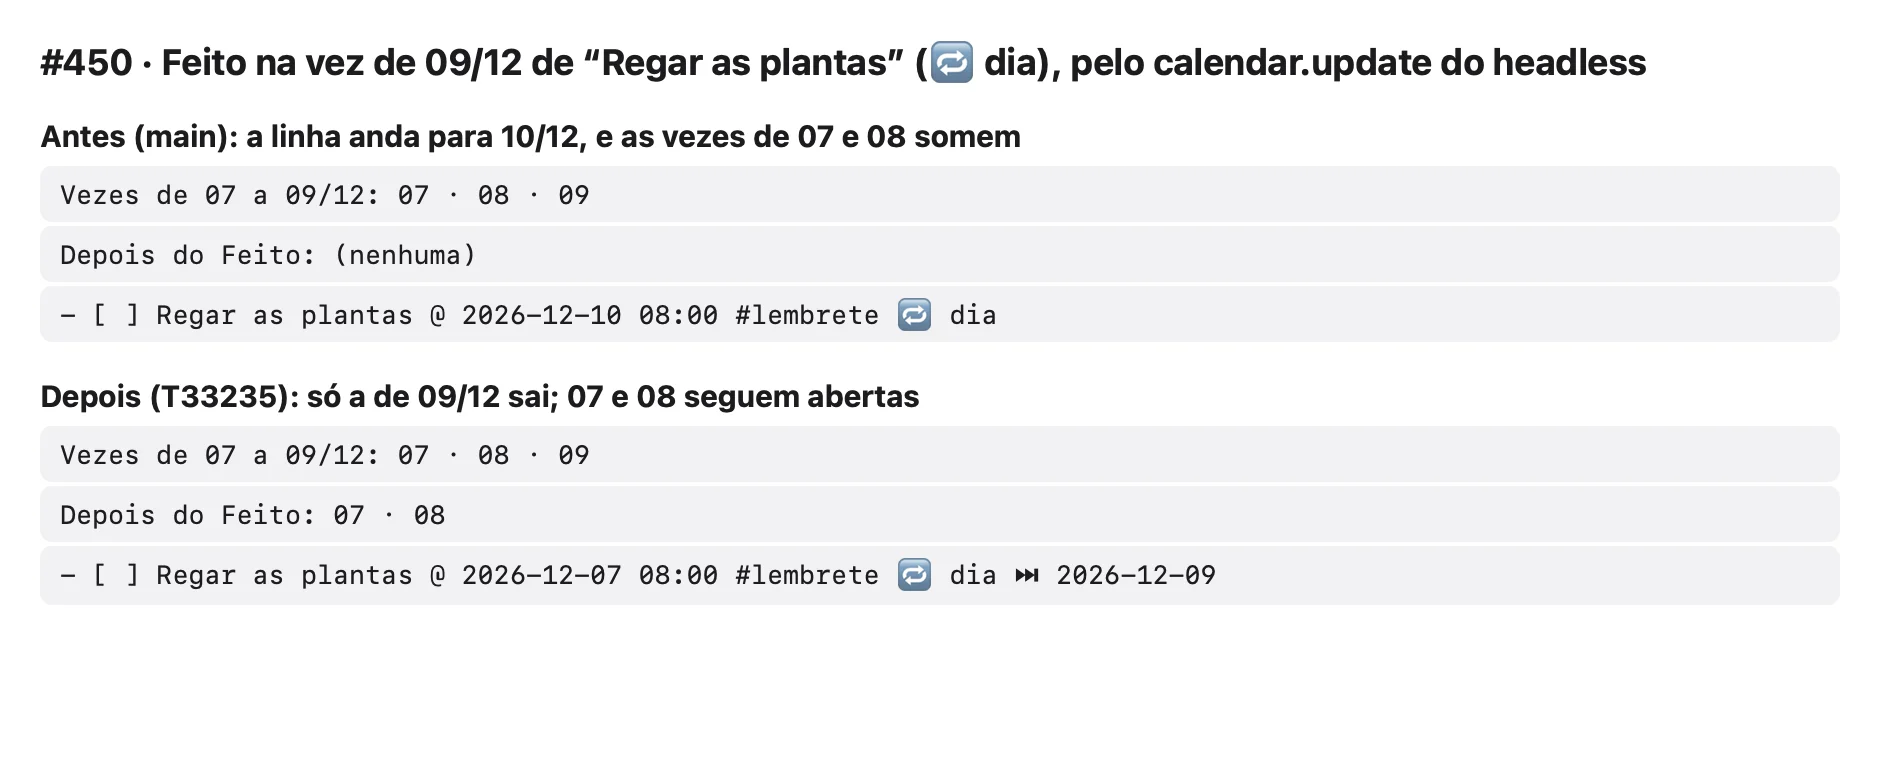 #450 · Feito na vez de 09/12 de “Regar as plantas” (🔁 dia), pelo calendar.update do headless
Antes (main): a linha anda para 10/12, e as vezes de 07 e 08 somem
Vezes de 07 a 09/12: 07 · 08 · 09
Depois do Feito: (nenhuma)
– [ ] Regar as plantas @ 2026–12–10 08:00 #lembrete 🔁 dia
Depois (T33235): só a de 09/12 sai; 07 e 08 seguem abertas
Vezes de 07 a 09/12: 07 · 08 · 09
Depois do Feito: 07 · 08
– [ ] Regar as plantas @ 2026–12–07 08:00 #lembrete 🔁 dia ⏭ 2026–12–09